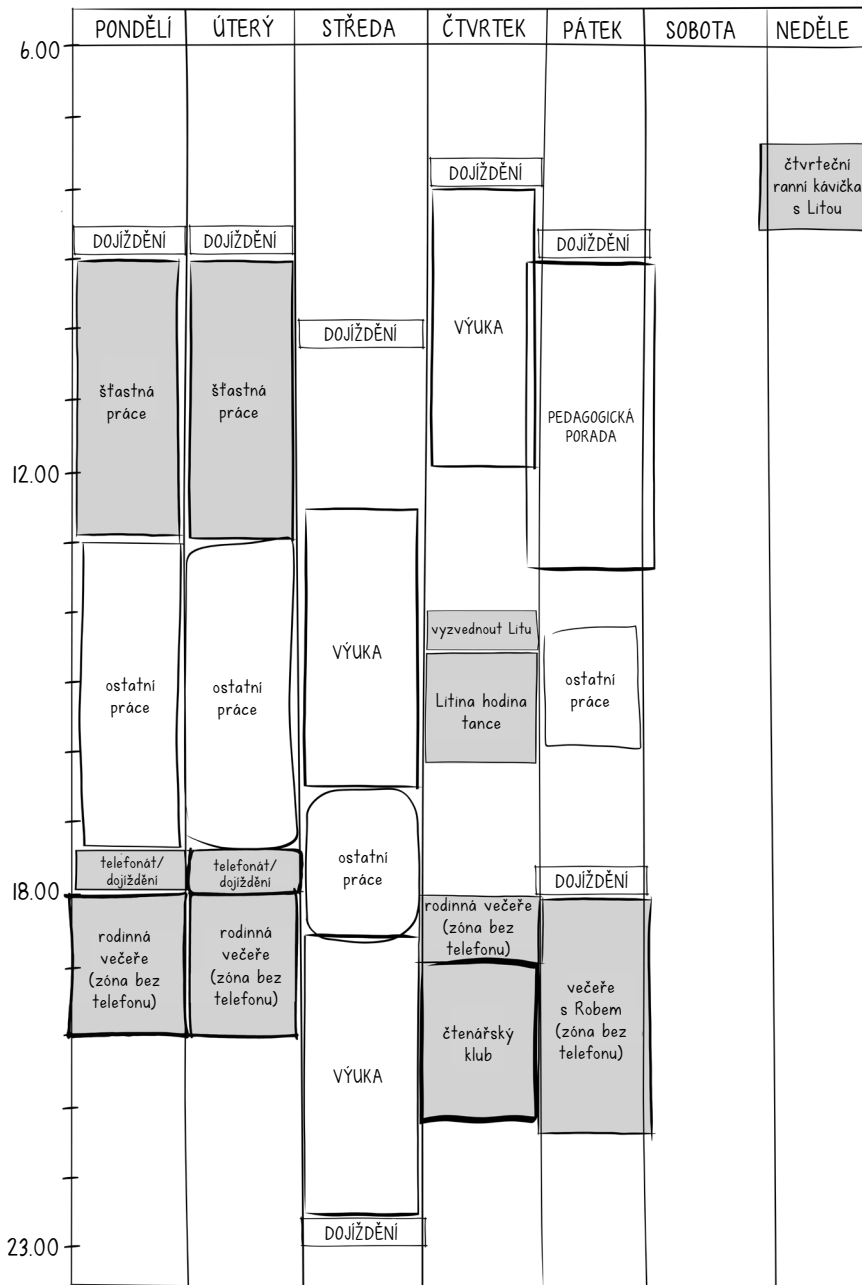 PONDĚLÍ
ÚTERÝ
STŘEDA
ČTVRTEK
PÁTEK
SOBOTA
NEDĚLE
6.00
12.00
18.00
23.00
DOJÍŽDĚNÍ
šťastná
práce
ostatní
práce
telefonát/
dojíždění
rodinná
večeře
(zóna bez
telefonu)
DOJÍŽDĚNÍ
šťastná
práce
ostatní
práce
telefonát/
dojíždění
rodinná
večeře
(zóna bez
telefonu)
DOJÍŽDĚNÍ
VÝUKA
ostatní
práce
VÝUKA
DOJÍŽDĚNÍ
DOJÍŽDĚNÍ
VÝUKA
vyzvednout Litu
Litina hodina
tance
rodinná večeře
(zóna bez
telefonu)
čtenářský
klub
DOJÍŽDĚNÍ
PEDAGOGICKÁ
PORADA
ostatní
práce
DOJÍŽDĚNÍ
večeře
s Robem
(zóna bez
telefonu)
čtvrteční
ranní kávička
s Litou